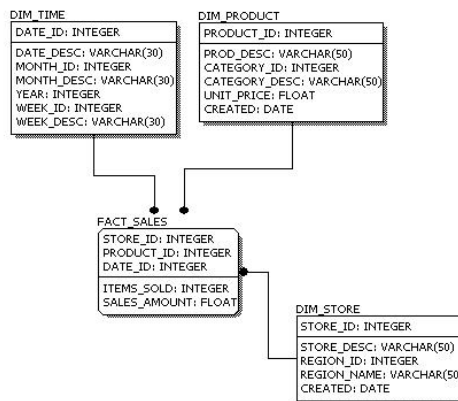 DIM_TIME
DATE_ID: INTEGER
DATE_DESC: VARCHAR(30)
MONTH_ID: INTEGER
MONTH_DESC: VARCHAR(30)
YEAR: INTEGER
WEEK_ID: INTEGER
WEEK_DESC: VARCHAR(30)
DIM_PRODUCT
PRODUCT_ID: INTEGER
PROD_DESC: VARCHAR(50)
CATEGORY_ID: INTEGER
CATEGORY_DESC: VARCHAR(50)
UNIT_PRICE: FLOAT
CREATED: DATE
FACT_SALES
STORE_ID: INTEGER
PRODUCT_ID: INTEGER
DATE_ID: INTEGER
ITEMS_SOLD: INTEGER
SALES_AMOUNT: FLOAT
DIM_STORE
STORE_ID: INTEGER
STORE_DESC: VARCHAR(50)
REGION_ID: INTEGER
REGION_NAME: VARCHAR(50
CREATED: DATE